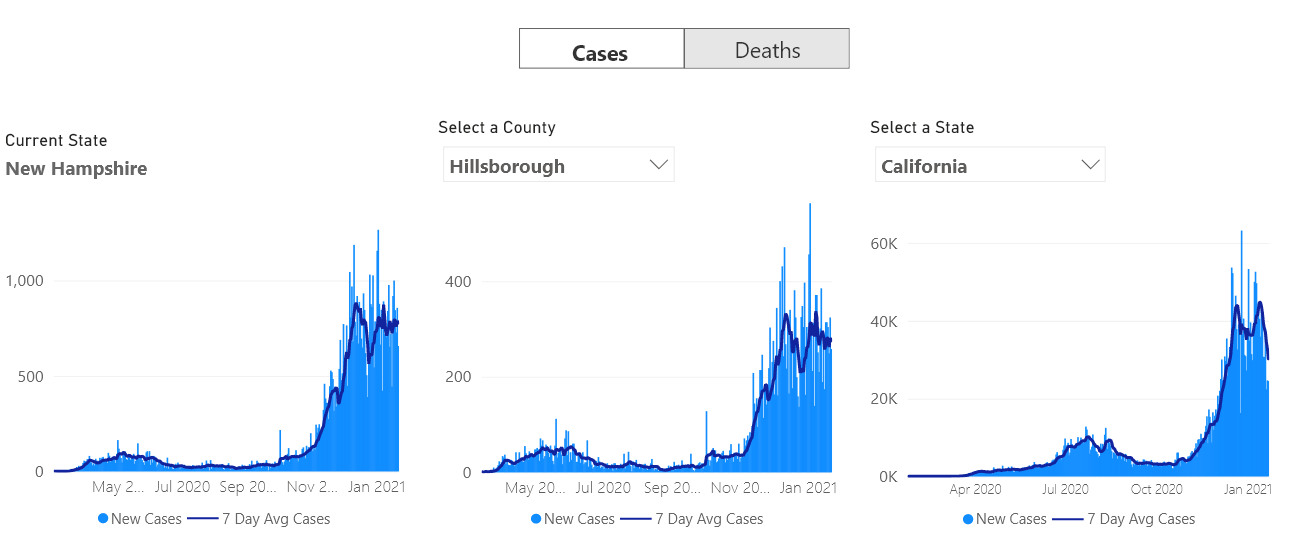 Cases
Deaths
Current State
New Hampshire
1,000
500
0
May 2... Jul 2020 Sep 20... Nov 2... Jan 2021
New Cases 7 Day Avg Cases
Select a County
Hillsborough
400
200
0
May 20... Jul 2020 Sep 20... Nov 20... Jan 2021
New Cases 7 Day Avg Cases
Select a State
California
60K
40K
20K
0K
Apr 2020 Jul 2020 Oct 2020 Jan 2021
New Cases 7 Day Avg Cases